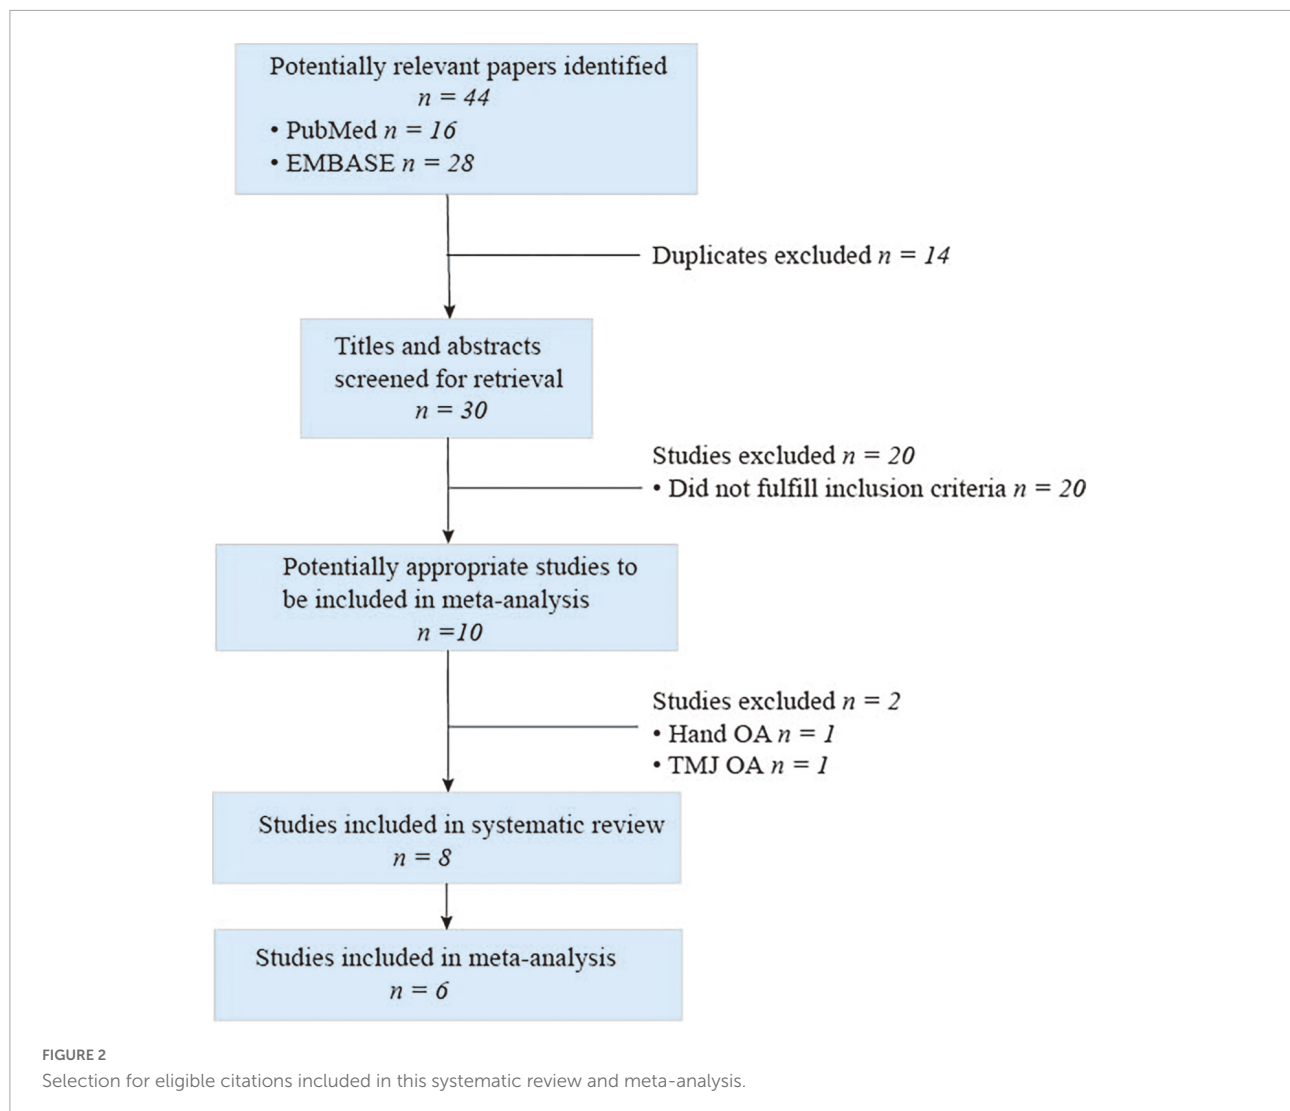 Potentially relevant papers identified
n = 44
• PubMed n = 16
• EMBASE n = 28
Duplicates excluded n = 14
Titles and abstracts
screened for retrieval
n = 30
Studies excluded n = 20
• Did not fulfill inclusion criteria n = 20
Potentially appropriate studies to
be included in meta-analysis
n =10
Studies excluded n = 2
• Hand OA n = 1
• TMJ OA n = 1
Studies included in systematic review
n = 8
Studies included in meta-analysis
n = 6
FIGURE 2
Selection for eligible citations included in this systematic review and meta-analysis.